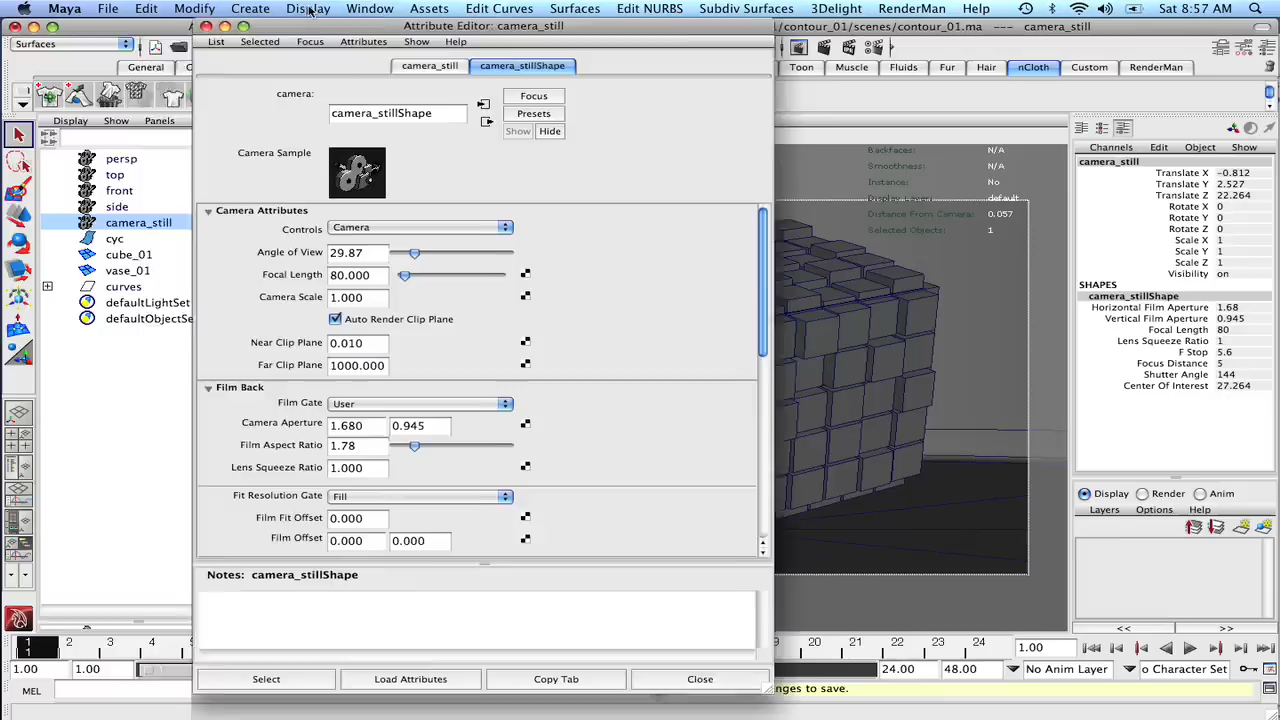 Maya File Edit Modify Create Display Window Assets Edit Curves Surfaces Edit NURBS Subdiv Surfaces 3Delight RenderMan Help Sat 8:57 AM
Attribute Editor: camera_still
/contour_01/scenes/contour_01.ma --- camera_still
Surfaces
List Selected Focus Attributes Show Help
General
camera_still camera_stillShape
Toon Muscle Fluids Fur Hair nCloth Custom RenderMan
camera:
camera_stillShape
Focus
Presets
Show Hide
Display Show Panels
Camera Sample
persp
top
front
side
camera_still
cyc
cube_01
vase_01
curves
defaultLightSet
defaultObjectSe
Camera Attributes
Controls Camera
Angle of View 29.87
Focal Length 80.000
Camera Scale 1.000
Auto Render Clip Plane
Near Clip Plane 0.010
Far Clip Plane 1000.000
Film Back
Film Gate User
Camera Aperture 1.680 0.945
Film Aspect Ratio 1.78
Lens Squeeze Ratio 1.000
Fit Resolution Gate Fill
Film Fit Offset 0.000
Film Offset 0.000 0.000
Notes: camera_stillShape
Select Load Attributes Copy Tab Close
Backfaces: N/A
Smoothness: N/A
Instance: No
Display Layer: default
Distance From Camera: 0.057
Selected Objects: 1
Channels Edit Object Show
camera_still
Translate X -0.812
Translate Y 2.527
Translate Z 22.264
Rotate X 0
Rotate Y 0
Rotate Z 0
Scale X 1
Scale Y 1
Scale Z 1
Visibility on
SHAPES
camera_stillShape
Horizontal Film Aperture 1.68
Vertical Film Aperture 0.945
Focal Length 80
Lens Squeeze Ratio 1
F Stop 5.6
Focus Distance 5
Shutter Angle 144
Center Of Interest 27.264
Display Render Anim
Layers Options Help
<< >>
1 2 3 4 5 20 21 22 23 24 1.00
1
1.00 1.00 24.00 48.00 No Anim Layer o Character Set
MEL
nges to save.